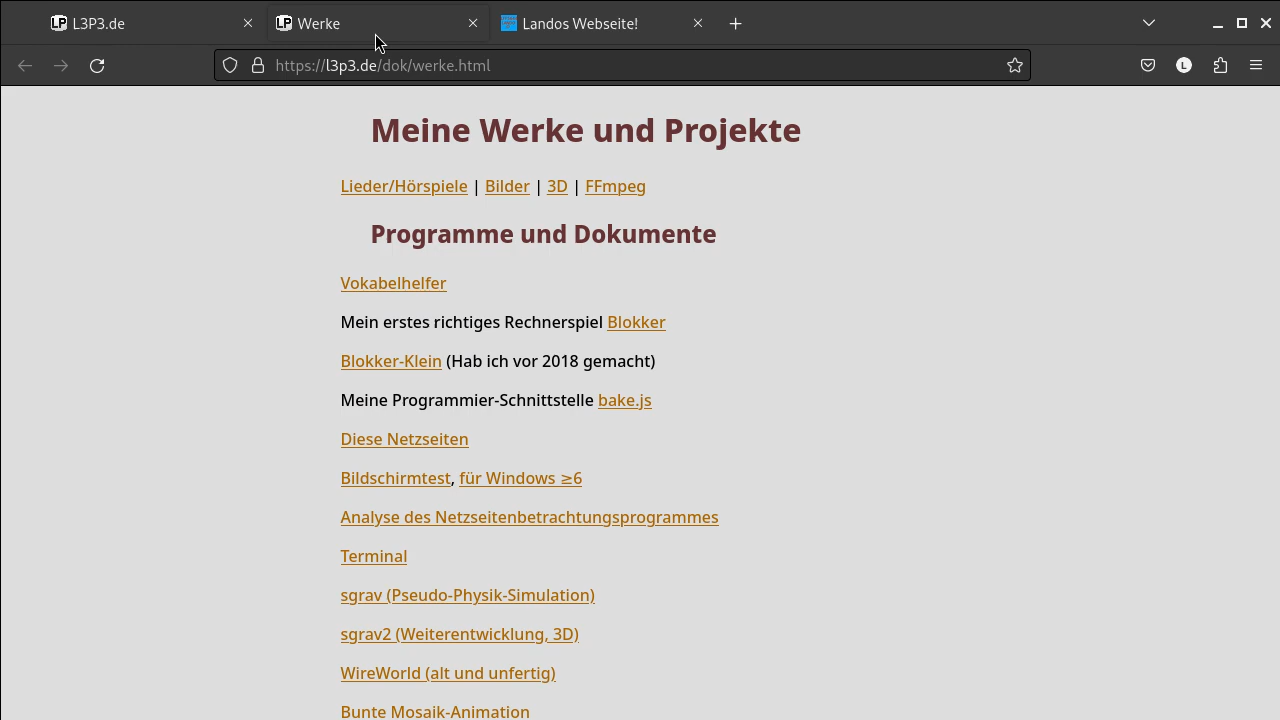 L3P3.de
Werke
Landos Webseite!
https://l3p3.de/dok/werke.html
L
Meine Werke und Projekte
Lieder/Hörspiele | Bilder | 3D | FFmpeg
Programme und Dokumente
Vokabelhelfer
Mein erstes richtiges Rechnerspiel Blokker
Blokker-Klein (Hab ich vor 2018 gemacht)
Meine Programmier-Schnittstelle bake.js
Diese Netzseiten
Bildschirmtest, für Windows ≥6
Analyse des Netzseitenbetrachtungsprogrammes
Terminal
sgrav (Pseudo-Physik-Simulation)
sgrav2 (Weiterentwicklung, 3D)
WireWorld (alt und unfertig)
Bunte Mosaik-Animation